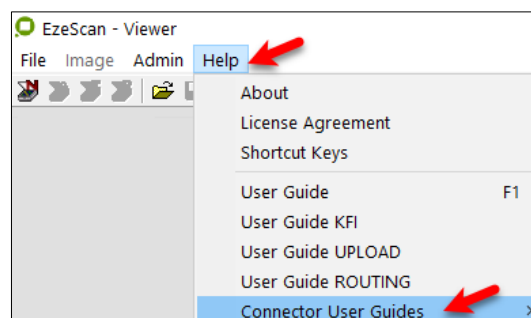 EzeScan - Viewer
File Image Admin Help
About
License Agreement
Shortcut Keys
User Guide F1
User Guide KFI
User Guide UPLOAD
User Guide ROUTING
Connector User Guides